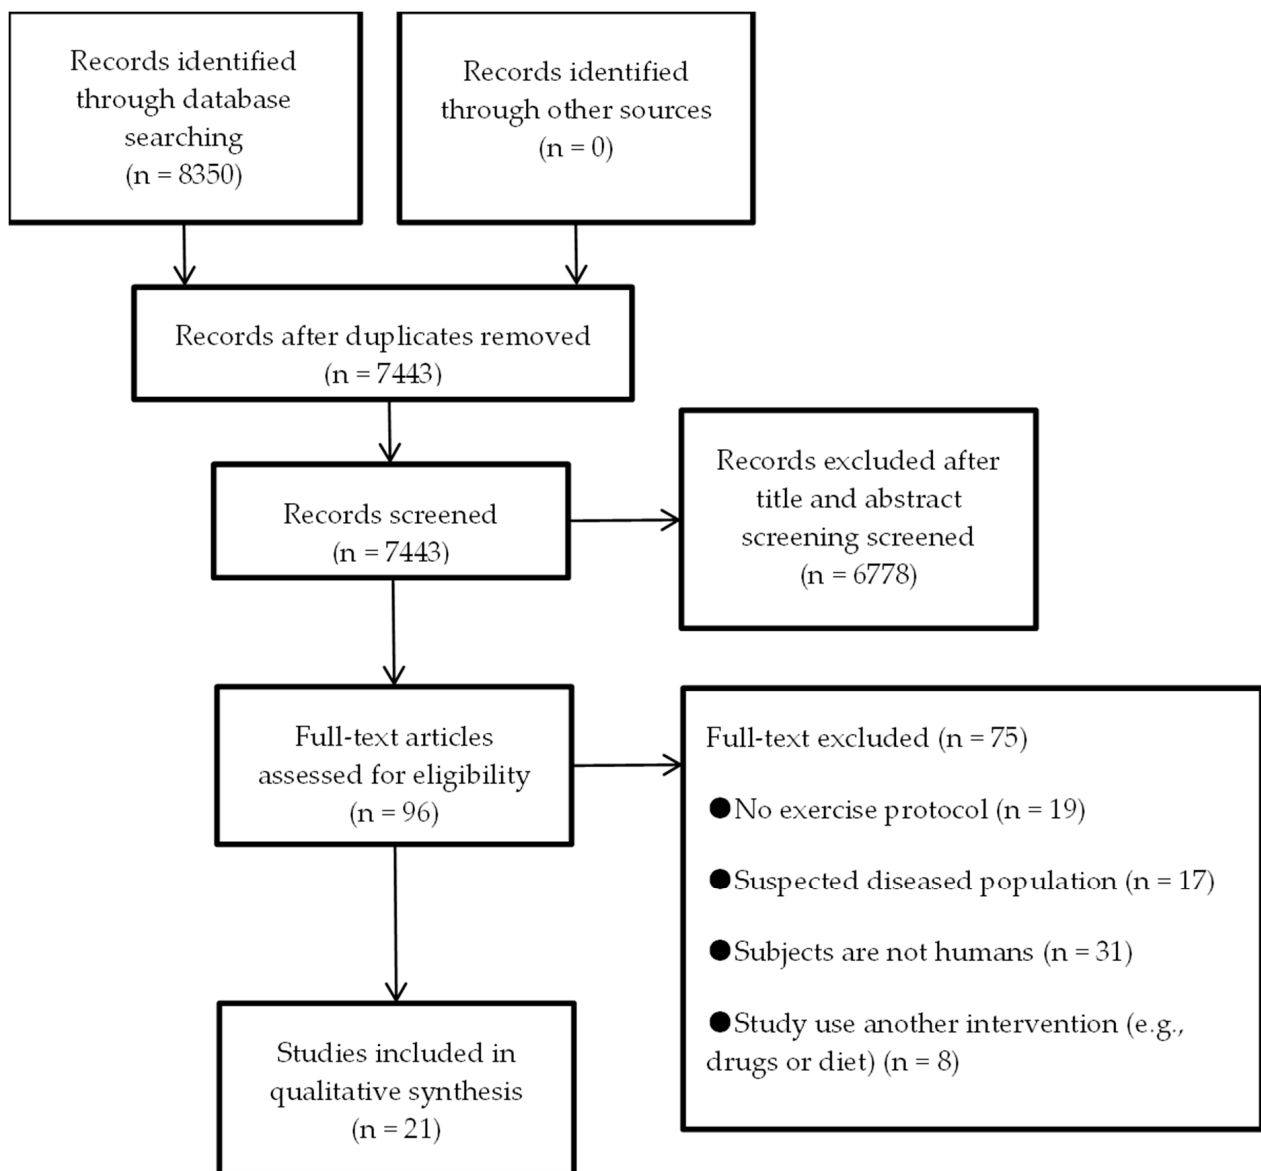 Records identified
through database
searching
(n = 8350)
Records identified
through other sources
(n = 0)
Records after duplicates removed
(n = 7443)
Records screened
(n = 7443)
Records excluded after
title and abstract
screening screened
(n = 6778)
Full-text articles
assessed for eligibility
(n = 96)
Full-text excluded (n = 75)
●No exercise protocol (n = 19)
●Suspected diseased population (n = 17)
●Subjects are not humans (n = 31)
●Study use another intervention (e.g.,
drugs or diet) (n = 8)
Studies included in
qualitative synthesis
(n = 21)